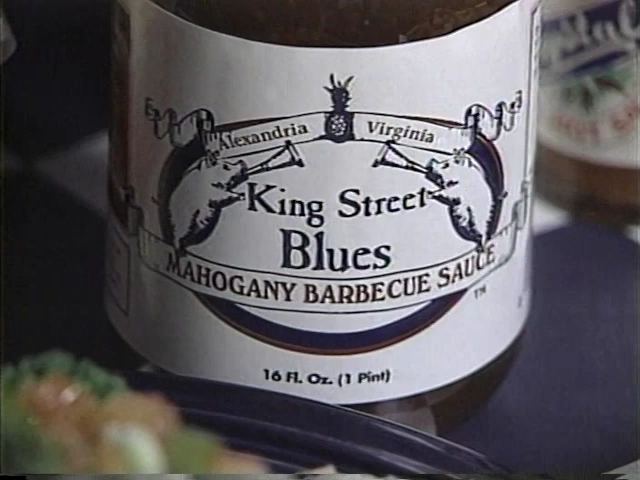 Alexandria Virginia
King Street
Blues
MAHOGANY BARBECUE SAUCE
TM
16 Fl. Oz. (1 Pint)